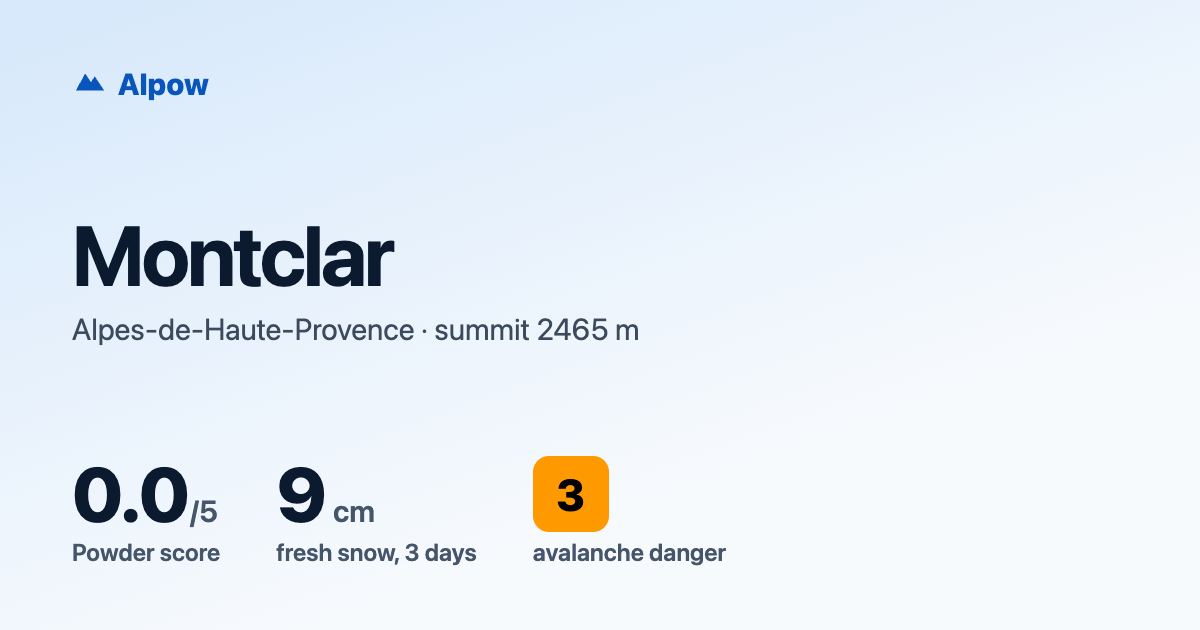 Alpow
Montclar
Alpes-de-Haute-Provence · summit 2465 m
0.0/5
Powder score
9 cm
fresh snow, 3 days
3
avalanche danger